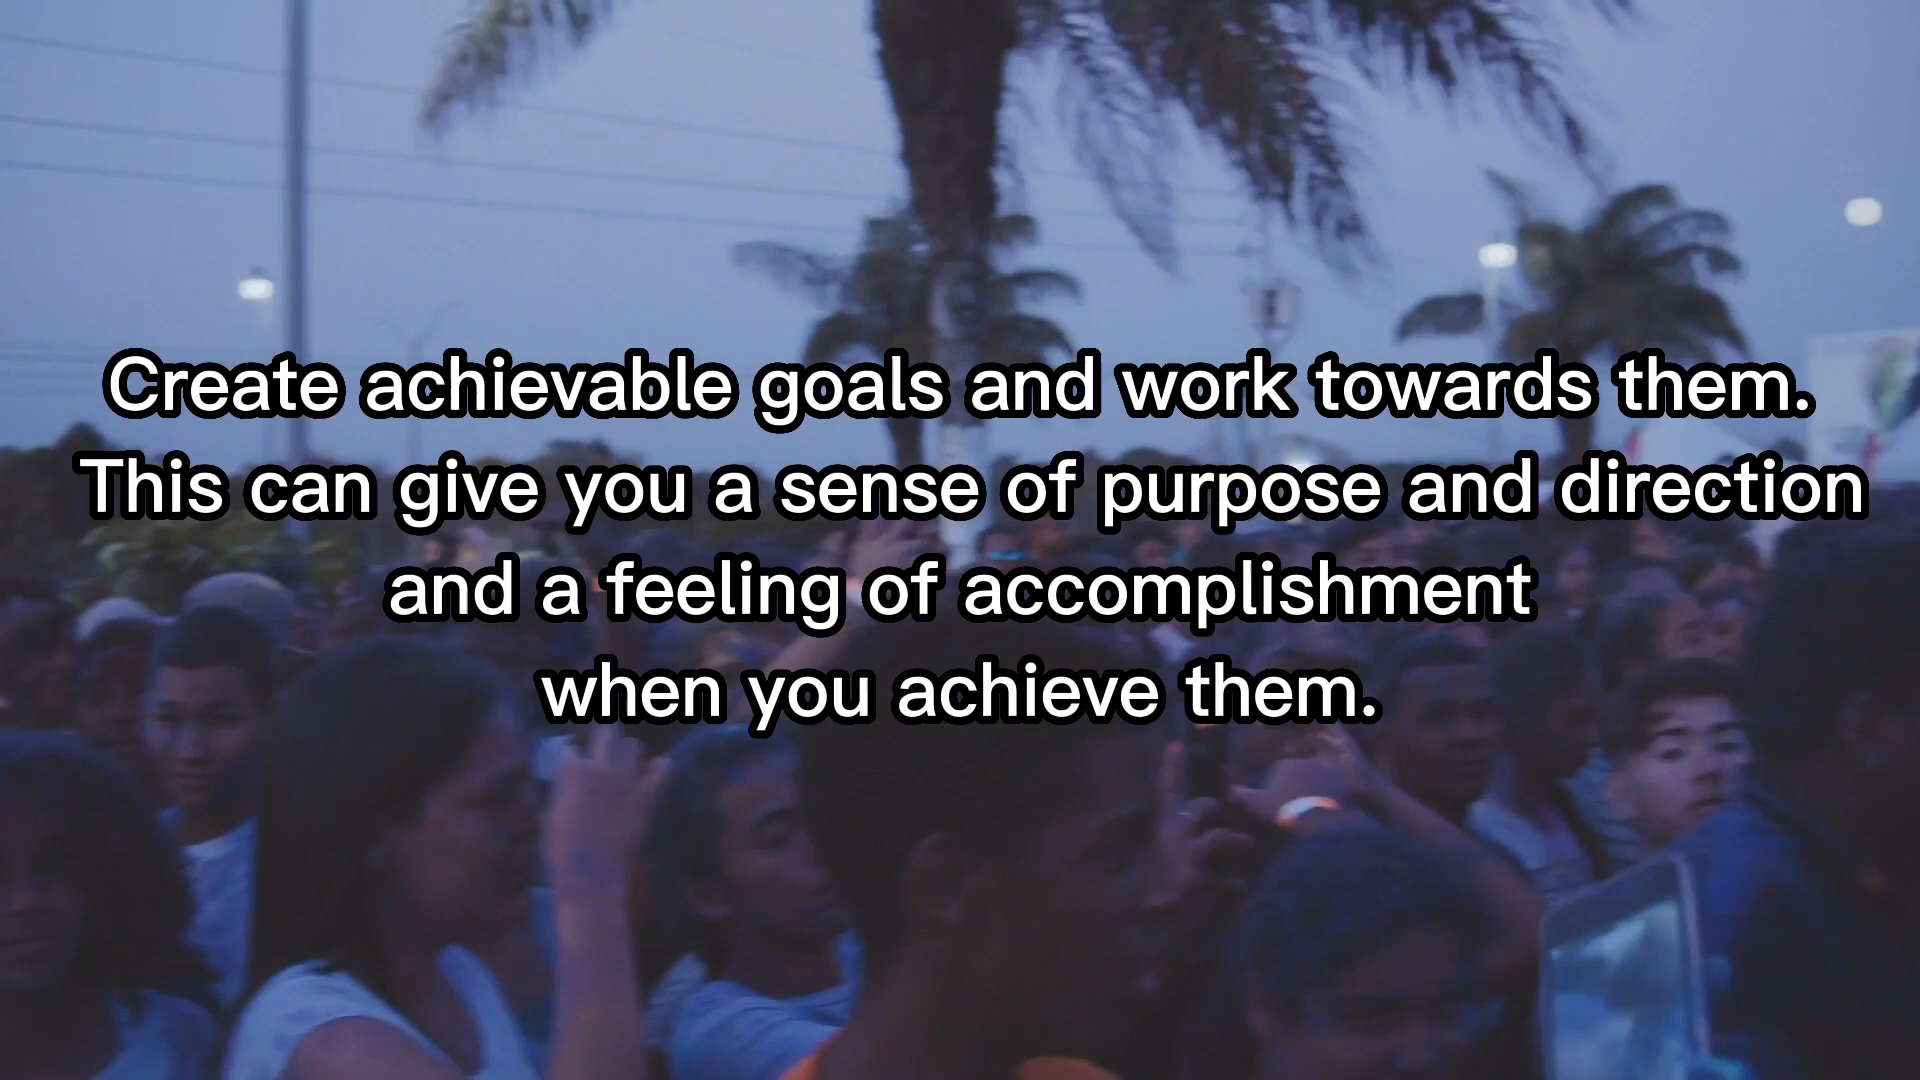 Create achievable goals and work towards them.
This can give you a sense of purpose and direction
and a feeling of accomplishment
when you achieve them.